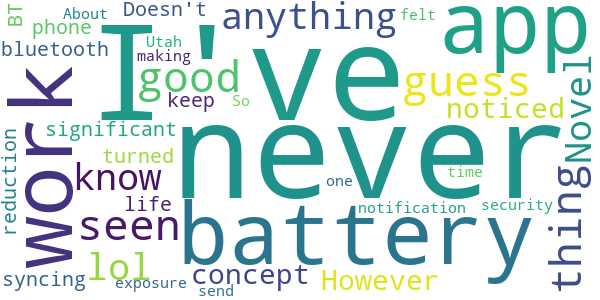 BT
About
Doesn't
anything
felt
app
phone
I've
Utah
making
bluetooth
good
guess
work
keep
So
noticed
Novel
significant
never
reduction
turned
know
time
thing
life
one
seen
battery
notification
security
lol
concept
However
syncing
exposure
send